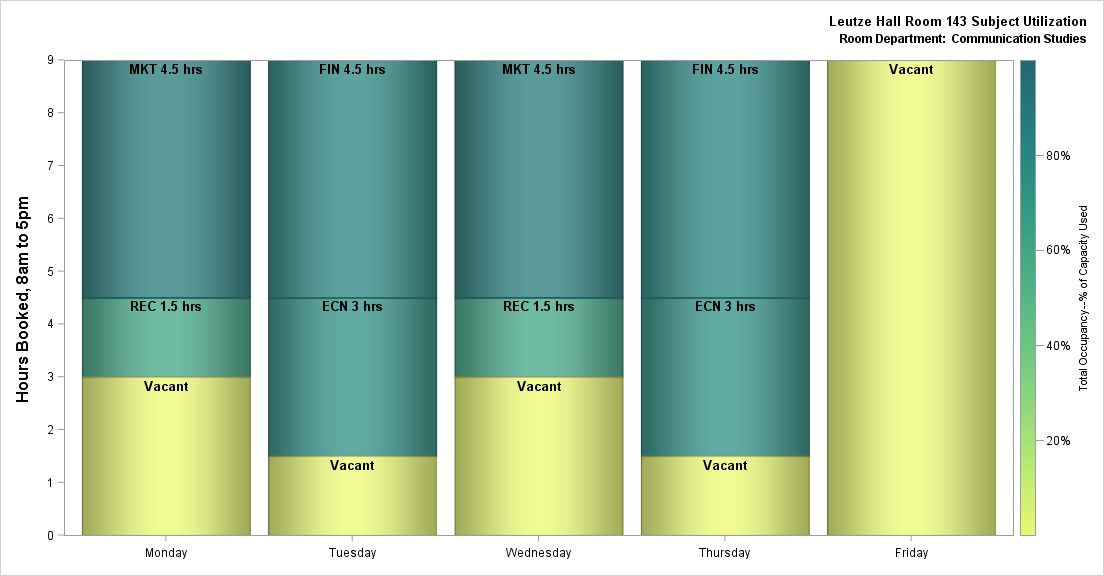 Leutze Hall Room 143 Subject Utilization
Room Department: Communication Studies
Hours Booked, 8am to 5pm
9
8
7
6
5
4
3
2
1
0
MKT 4.5 hrs
REC 1.5 hrs
Vacant
FIN 4.5 hrs
ECN 3 hrs
Vacant
MKT 4.5 hrs
REC 1.5 hrs
Vacant
FIN 4.5 hrs
ECN 3 hrs
Vacant
Vacant
Monday
Tuesday
Wednesday
Thursday
Friday
80%
60%
40%
20%
Total Occupancy--% of Capacity Used